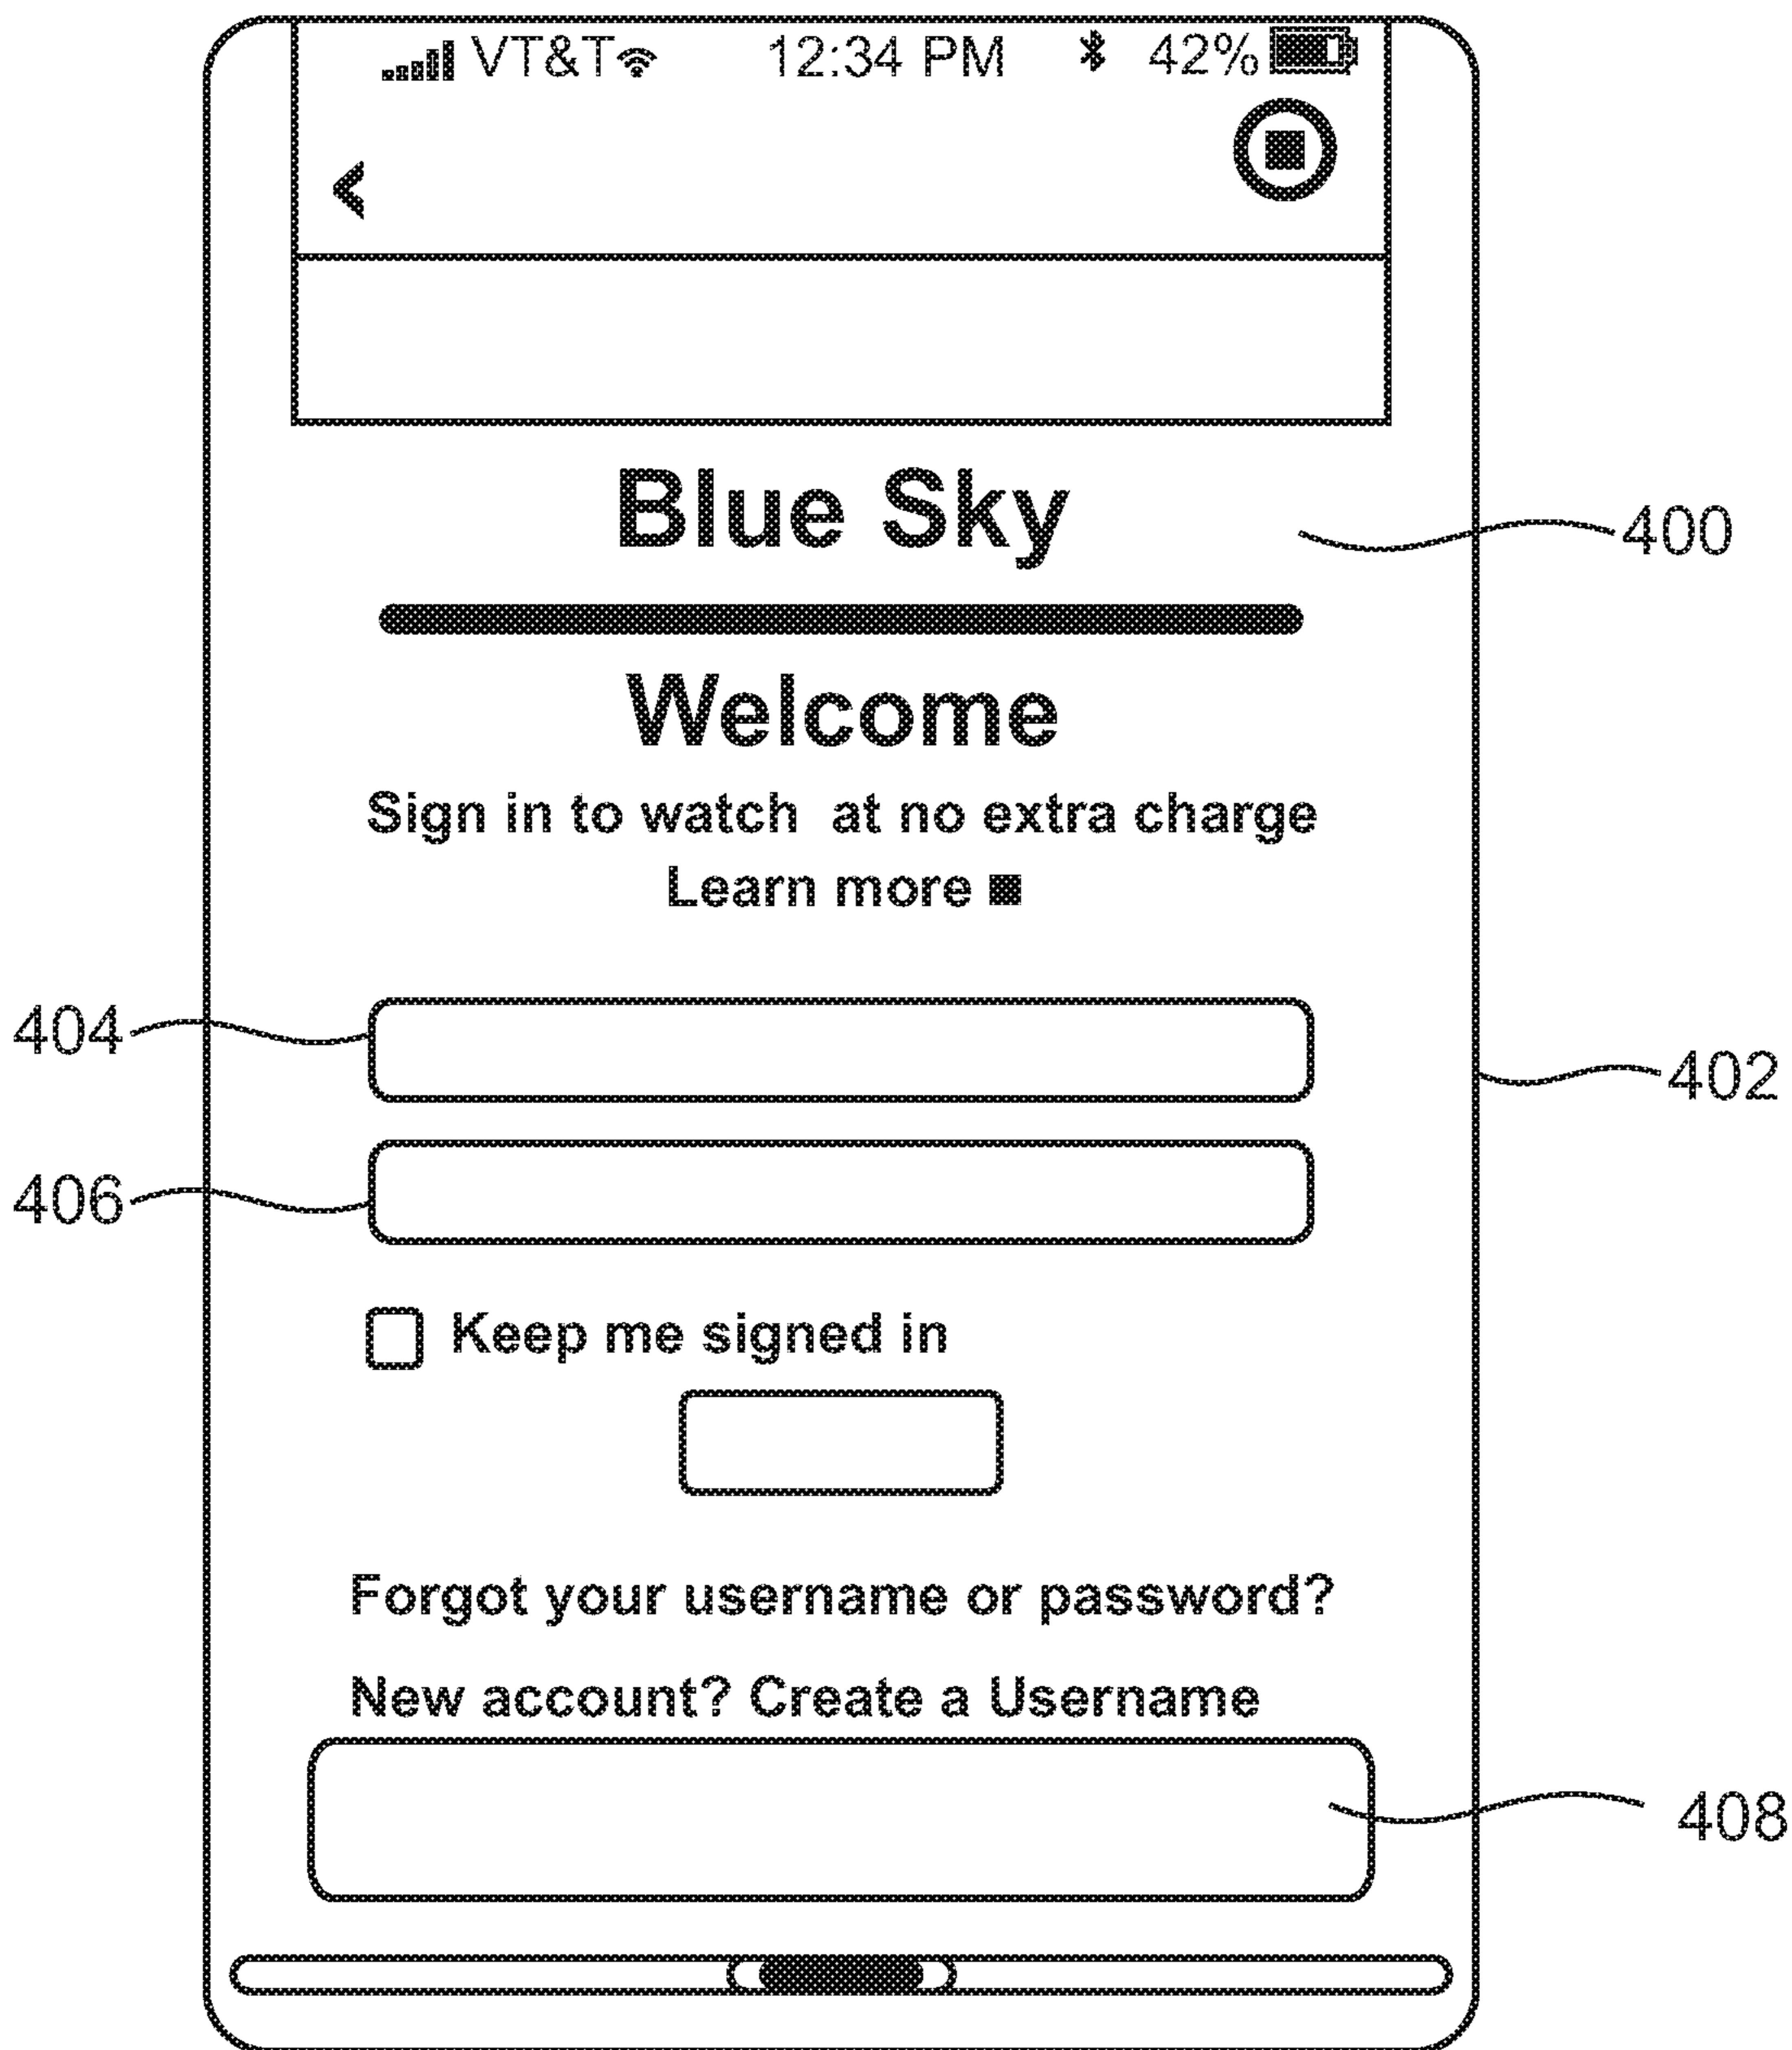 VT&T 12:34 PM 42%
Blue Sky
400
Welcome
Sign in to watch at no extra charge
Learn more
404
402
406
Keep me signed in
Forgot your username or password?
New account? Create a Username
408